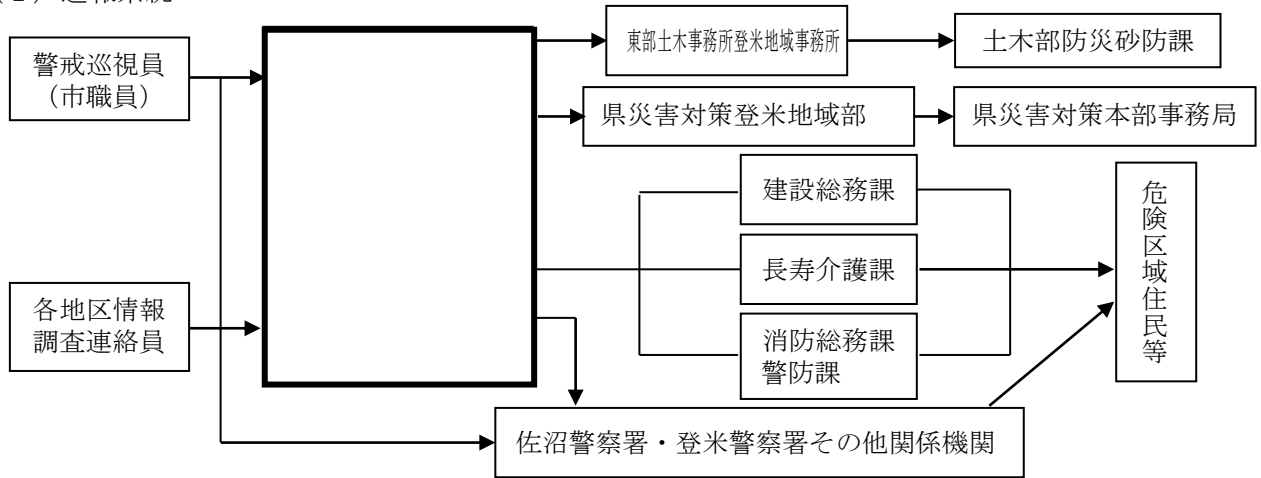 警戒巡視員
（市職員）
各地区情報
調査連絡員
東部土木事務所登米地域事務所
土木部防災砂防課
県災害対策登米地域部
県災害対策本部事務局
建設総務課
長寿介護課
消防総務課
警防課
危険区域住民等
佐沼警察署・登米警察署その他関係機関